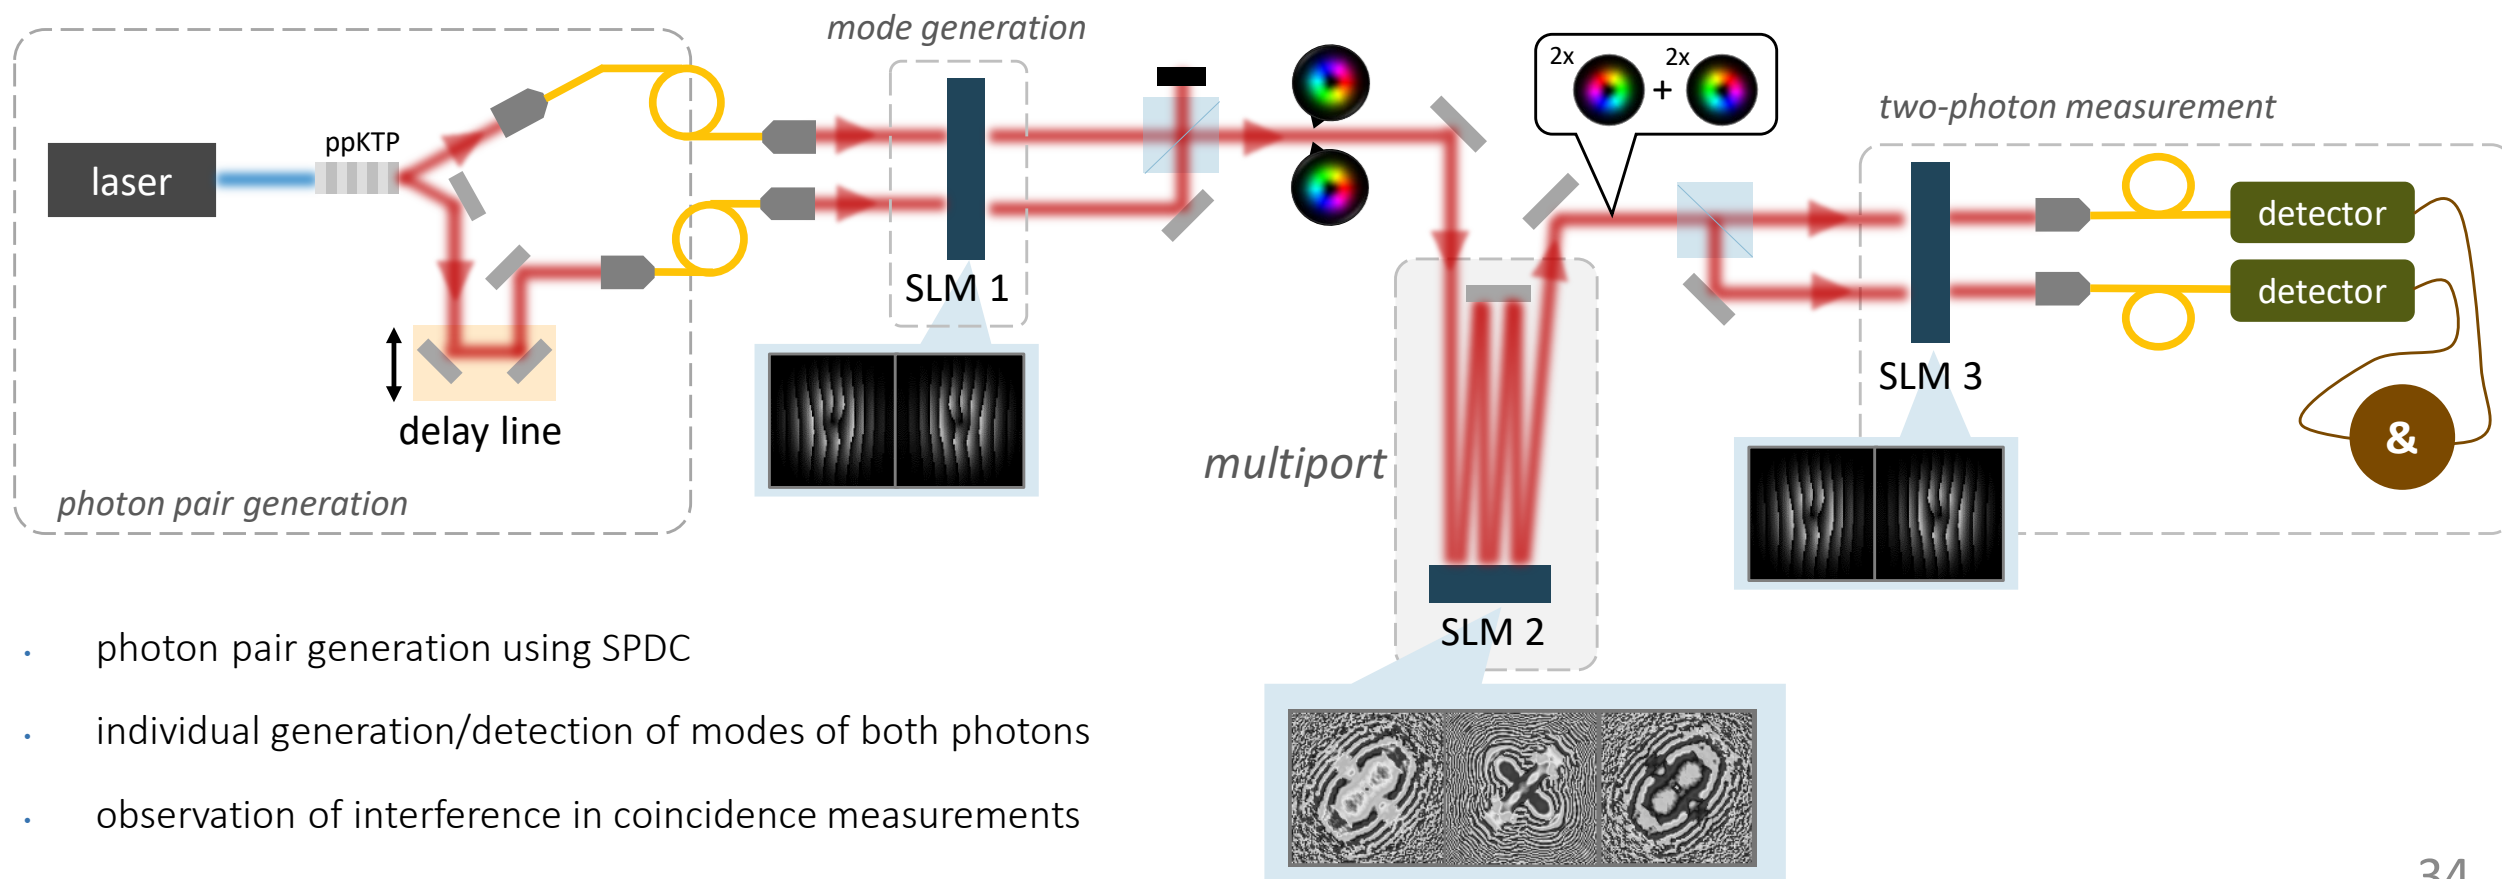 mode generation
2x
2x
+
two-photon measurement
ppKTP
laser
detector
detector
SLM 1
SLM 3
delay line
&
multiport
photon pair generation
SLM 2
· photon pair generation using SPDC
· individual generation/detection of modes of both photons
· observation of interference in coincidence measurements
34